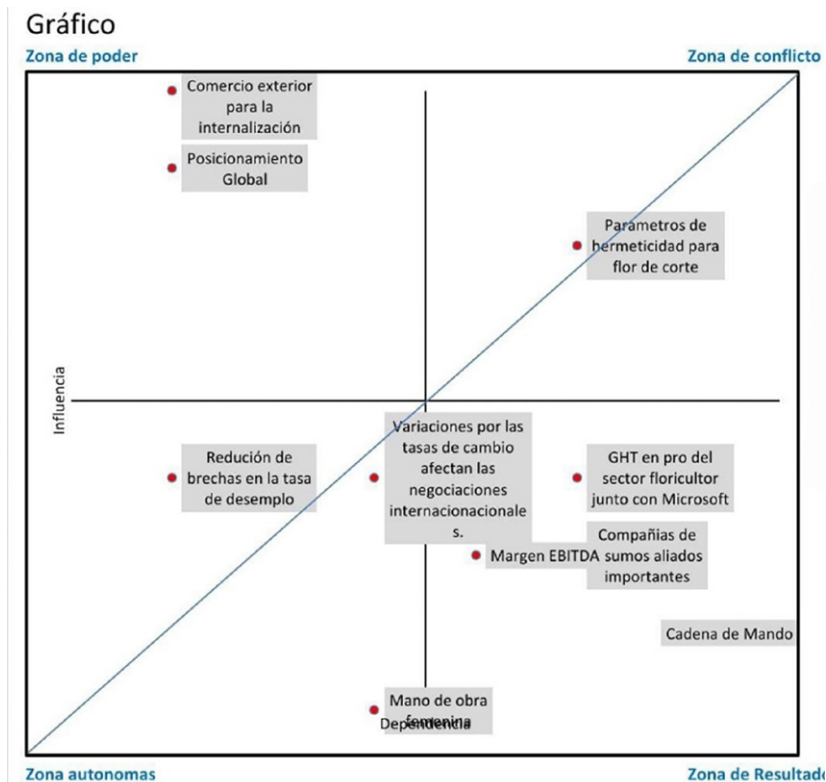 Gráfico
Zona de poder
Zona de conflicto
Comercio exterior
para la
internalización
Posicionamiento
Global
Parametros de
hermeticidad para
flor de corte
Influencia
Variaciones por las
tasas de cambio
afectan las
negociaciones
internacionacionale
s.
Redución de
brechas en la tasa
de desemplo
GHT en pro del
sector floricultor
junto con Microsoft
Margen EBITDA
Compañias de
sumos aliados
importantes
Cadena de Mando
Mano de obra
femenina
Dependencia
Zona autonomas
Zona de Resultado